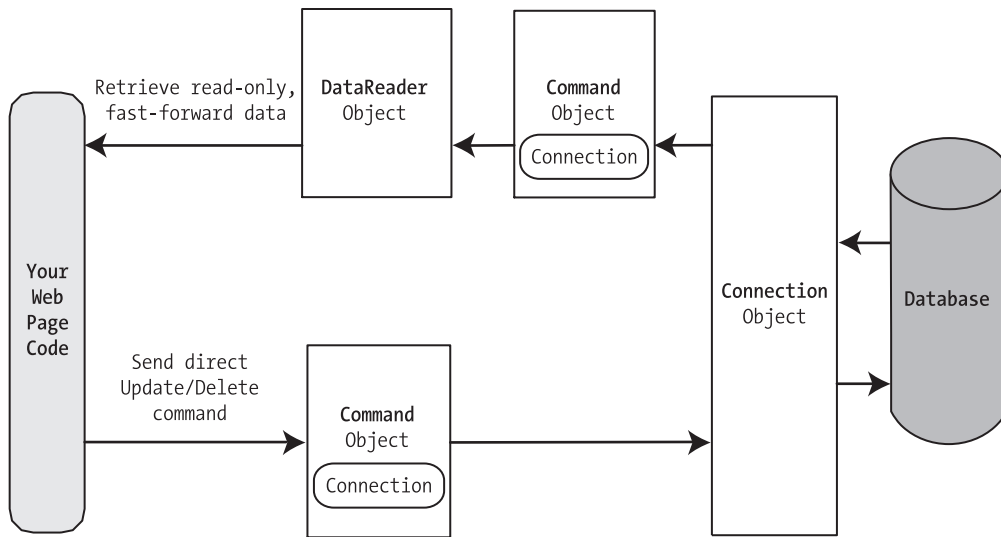 Retrieve read-only,
fast-forward data
DataReader
Object
Command
Object
Connection
Your
Web
Page
Code
Connection
Object
Database
Send direct
Update/Delete
command
Command
Object
Connection